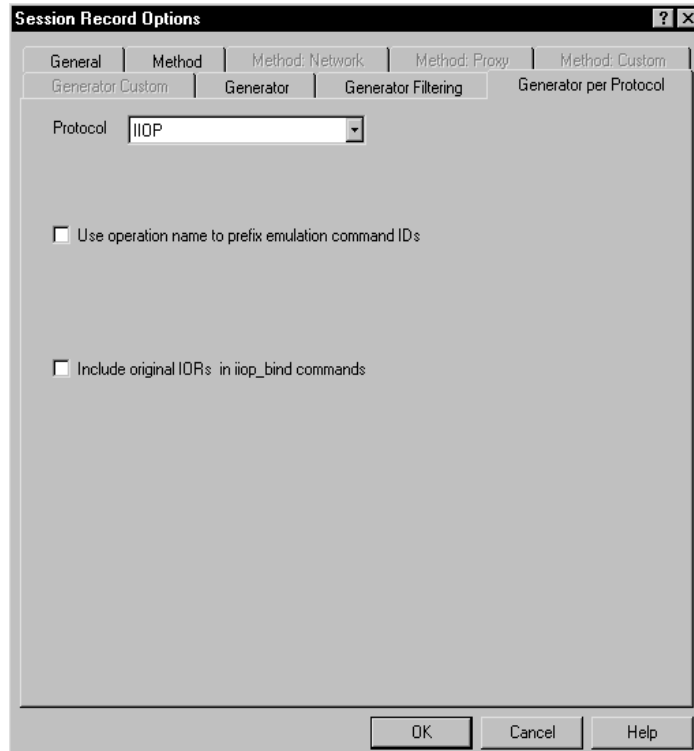 Session Record Options
General Method Method: Network Method: Proxy Method: Custom
Generator Custom Generator Generator Filtering Generator per Protocol
Protocol IIOP
Use operation name to prefix emulation command IDs
Include original IORs in iiop_bind commands
OK Cancel Help